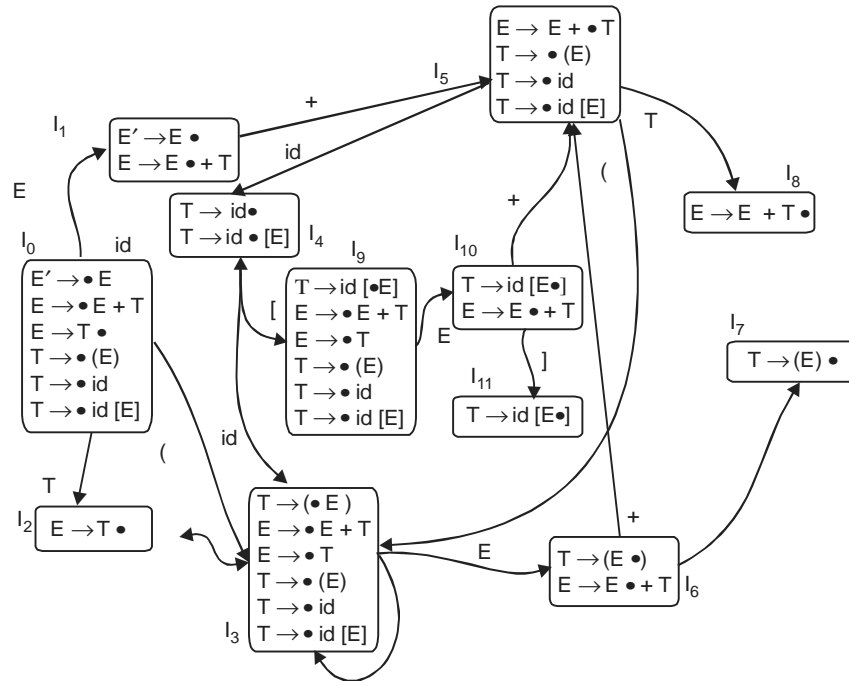 E → E + • T
T → • (E)
T → • id
T → • id [E]
I5
+
I1
E′ → E •
E → E • + T
id
T
(
E
T → id•
T → id • [E]
I4
I8
E → E + T •
I0
id
E′ → • E
E → • E + T
E → T •
T → • (E)
T → • id
T → • id [E]
I9
T → id [•E]
E → • E + T
E → • T
T → • (E)
T → • id
T → • id [E]
[
E
+
I10
T → id [E•]
E → E • + T
]
I11
T → id [E•]
I7
T → (E) •
id
(
T
I2
E → T •
T → (• E )
E → • E + T
E → • T
T → • (E)
T → • id
T → • id [E]
I3
E
+
T → (E •)
E → E • + T
I6